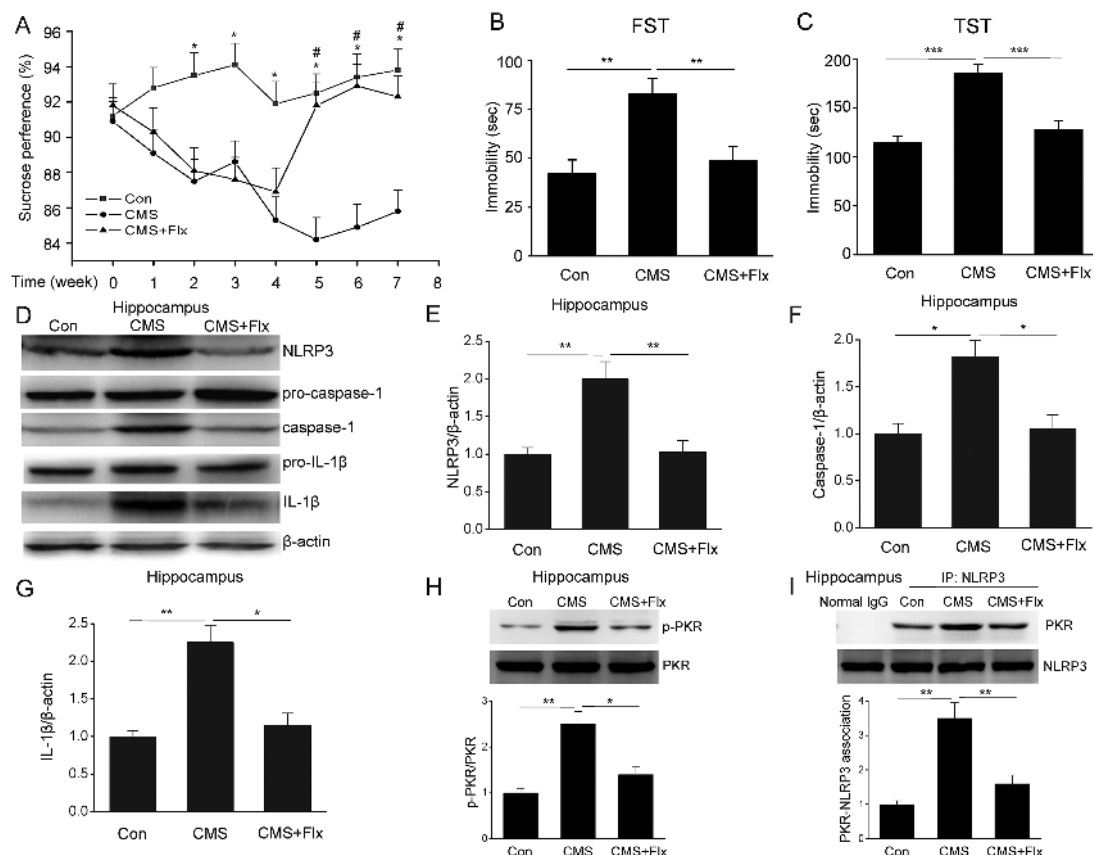 A
Sucrose perference (%)
96
94
92
90
88
86
84
* * * # * # * # *
Con
CMS
CMS+Flx
Time (week) 0 1 2 3 4 5 6 7 8
B
FST
Immobility (sec)
100
75
50
25
0
** **
Con CMS CMS+Flx
C
TST
Immobility (sec)
200
150
100
50
0
*** ***
Con CMS CMS+Flx
D
Hippocampus
Con CMS CMS+Flx
NLRP3
pro-caspase-1
caspase-1
pro-IL-1β
IL-1β
β-actin
E
Hippocampus
NLRP3/β-actin
2.5
2.0
1.5
1.0
0.5
0.0
** **
Con CMS CMS+Flx
F
Hippocampus
Caspase-1/β-actin
2.0
1.5
1.0
0.5
0.0
* *
Con CMS CMS+Flx
G
Hippocampus
IL-1β/β-actin
2.5
2.0
1.5
1.0
0.5
0.0
** *
Con CMS CMS+Flx
H
Hippocampus
Con CMS CMS+Flx
p-PKR
PKR
p-PKR/PKR
3
2
1
0
** *
Con CMS CMS+Flx
I
Hippocampus IP: NLRP3
Normal IgG Con CMS CMS+Flx
PKR
NLRP3
PKR-NLRP3 association
4
3
2
1
0
** **
Con CMS CMS+Flx